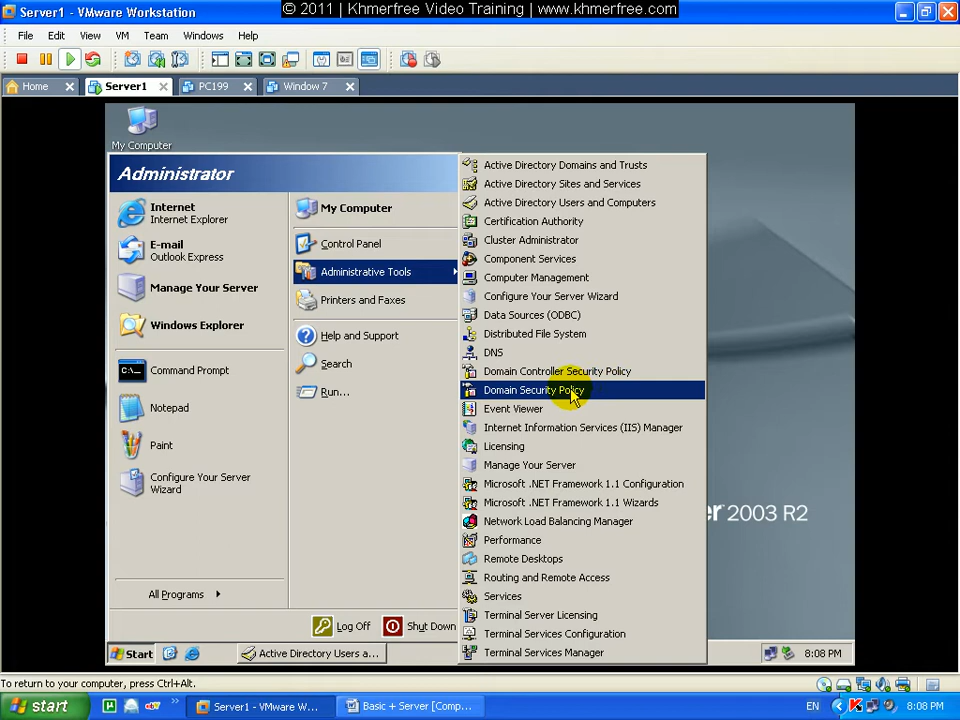 Server1 - VMware Workstation
© 2011 | Khmerfree Video Training | www.khmerfree.com
File Edit View VM Team Windows Help
Home Server1 PC199 Window 7
My Computer
Administrator
Internet
Internet Explorer
E-mail
Outlook Express
Manage Your Server
Windows Explorer
Command Prompt
Notepad
Paint
Configure Your Server
Wizard
All Programs
My Computer
Control Panel
Administrative Tools
Printers and Faxes
Help and Support
Search
Run...
Log Off Shut Down
Active Directory Domains and Trusts
Active Directory Sites and Services
Active Directory Users and Computers
Certification Authority
Cluster Administrator
Component Services
Computer Management
Configure Your Server Wizard
Data Sources (ODBC)
Distributed File System
DNS
Domain Controller Security Policy
Domain Security Policy
Event Viewer
Internet Information Services (IIS) Manager
Licensing
Manage Your Server
Microsoft .NET Framework 1.1 Configuration
Microsoft .NET Framework 1.1 Wizards
Network Load Balancing Manager
Performance
Remote Desktops
Routing and Remote Access
Services
Terminal Server Licensing
Terminal Services Configuration
Terminal Services Manager
2003 R2
Start Active Directory Users a... 8:08 PM
To return to your computer, press Ctrl+Alt.
start Server1 - VMware W... Basic + Server [Comp... EN 8:08 PM